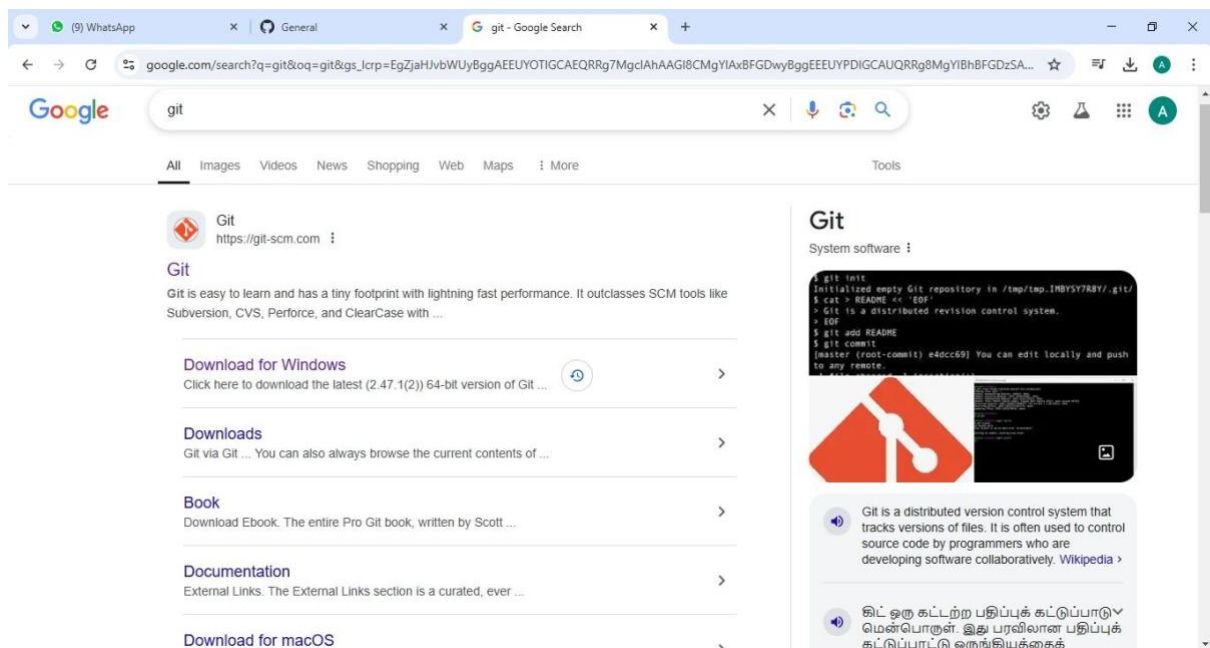 (9) WhatsApp
General
git - Google Search
google.com/search?q=git&oq=git&gs_lcrp=EgZjaHJvbWUyBggAEEUYOTIGCAEQRRg7MgcIAhAAGI8CMgYIAxBFGDwyBggEEEUYPDIGCAUQRRg8MgYIBhBFGDzSA...
Google
git
A
All Images Videos News Shopping Web Maps More
Tools
Git
https://git-scm.com
Git
Git is easy to learn and has a tiny footprint with lightning fast performance. It outclasses SCM tools like
Subversion, CVS, Perforce, and ClearCase with ...
Download for Windows
Click here to download the latest (2.47.1(2)) 64-bit version of Git ...
Downloads
Git via Git ... You can also always browse the current contents of ...
Book
Download Ebook. The entire Pro Git book, written by Scott ...
Documentation
External Links. The External Links section is a curated, ever ...
Download for macOS
Git
System software
$ git init
Initialized empty Git repository in /tmp/tmp.IMBYSY7R8Y/.git/
$ cat > README << 'EOF'
> Git is a distributed revision control system.
> EOF
$ git add README
$ git commit
[master (root-commit) e4dcc69] You can edit locally and push
to any remote.
Git is a distributed version control system that
tracks versions of files. It is often used to control
source code by programmers who are
developing software collaboratively. Wikipedia >
கிட் ஒரு கட்டற்ற பதிப்புக் கட்டுப்பாடு
மென்பொருள். இது பரவிலான பதிப்புக்
கட்டுப்பாட்டு ஒருங்கியத்தைக்